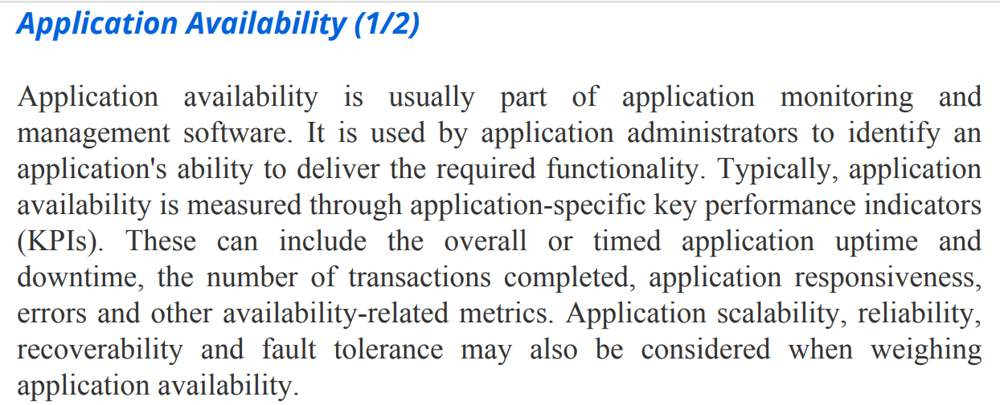 Application Availability (1/2)
Application availability is usually part of application monitoring and
management software. It is used by application administrators to identify an
application's ability to deliver the required functionality. Typically, application
availability is measured through application-specific key performance indicators
(KPIs). These can include the overall or timed application uptime and
downtime, the number of transactions completed, application responsiveness,
errors and other availability-related metrics. Application scalability, reliability,
recoverability and fault tolerance may also be considered when weighing
application availability.